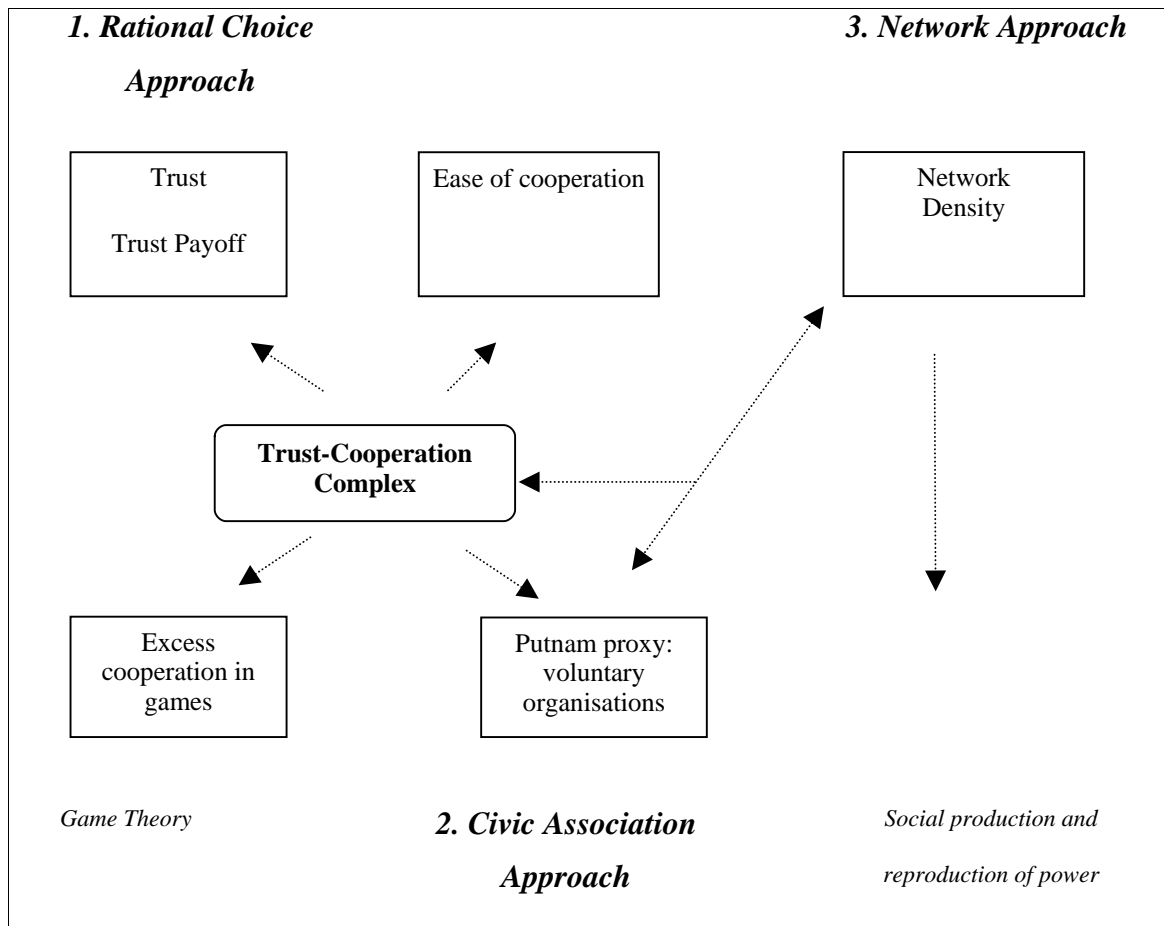 1. Rational Choice
Approach
3. Network Approach
Trust
Trust Payoff
Ease of cooperation
Network
Density
Trust-Cooperation
Complex
Excess
cooperation in
games
Putnam proxy:
voluntary
organisations
Game Theory
2. Civic Association
Approach
Social production and
reproduction of power